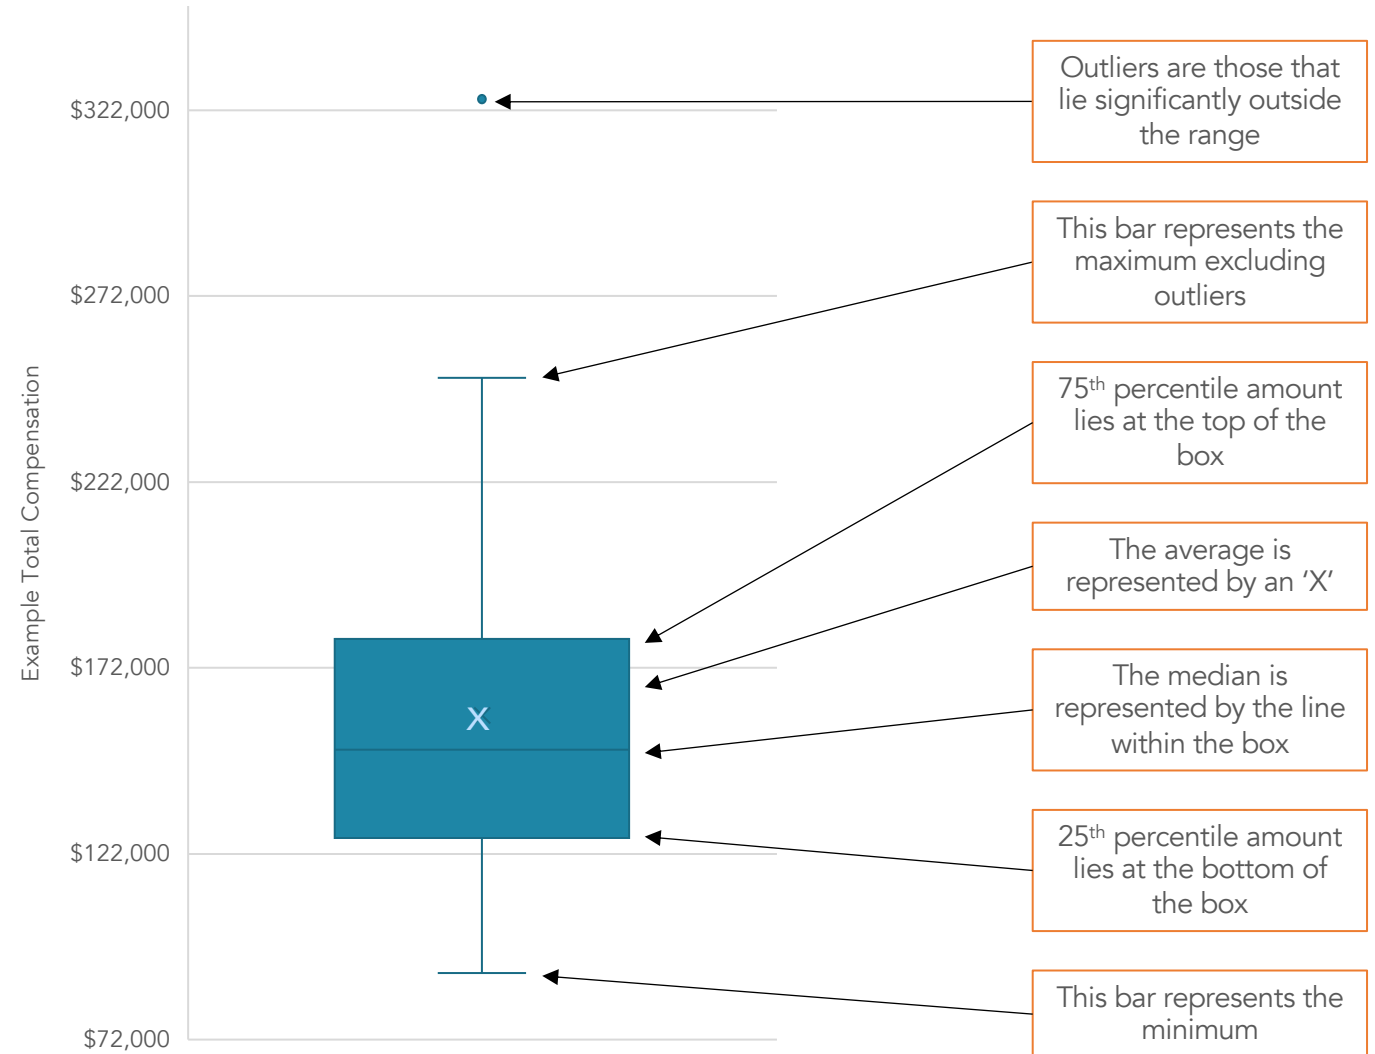 Outliers are those that
lie significantly outside
the range
$322,000
This bar represents the
maximum excluding
outliers
$272,000
75th percentile amount
lies at the top of the
box
$222,000
Example Total Compensation
The average is
represented by an ‘X’
$172,000
X
The median is
represented by the line
within the box
$122,000
25th percentile amount
lies at the bottom of
the box
This bar represents the
minimum
$72,000